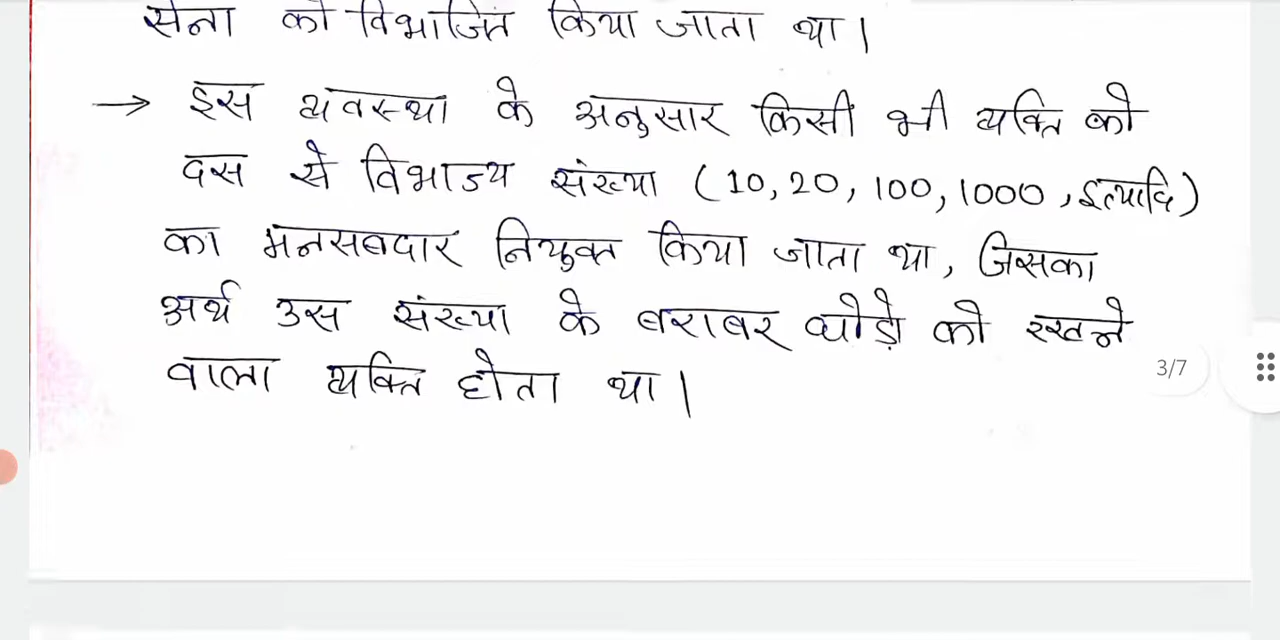 सेना को विभाजित किया जाता था।
→ इस व्यवस्था के अनुसार किसी भी व्यक्ति को
दस से विभाज्य संख्या (10, 20, 100, 1000, इत्यादि)
का मनसबदार नियुक्त किया जाता था, जिसका
अर्थ उस संख्या के बराबर घोड़ो को रखने
वाला व्यक्ति होता था।
3/7